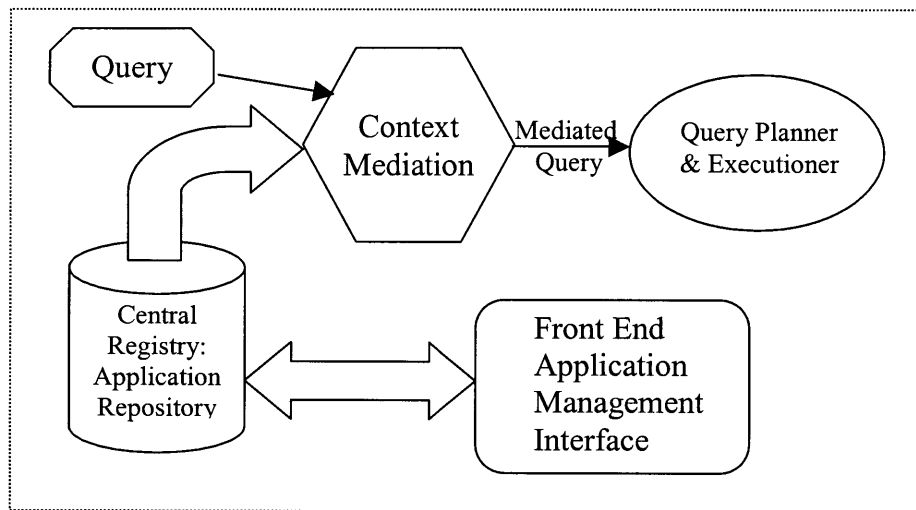 Query
Context
Mediation
Mediated
Query
Query Planner
& Executioner
Central
Registry:
Application
Repository
Front End
Application
Management
Interface